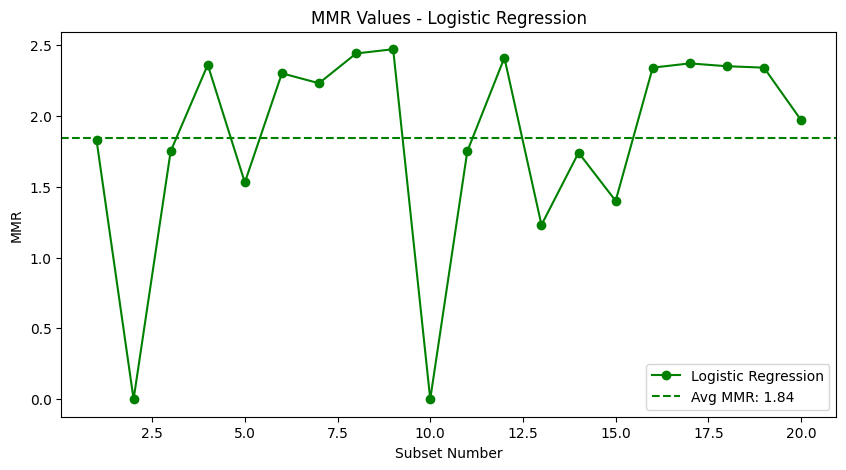 MMR Values - Logistic Regression
2.5
2.0
1.5
1.0
0.5
0.0
MMR
2.5 5.0 7.5 10.0 12.5 15.0 17.5 20.0
Subset Number
Logistic Regression
Avg MMR: 1.84